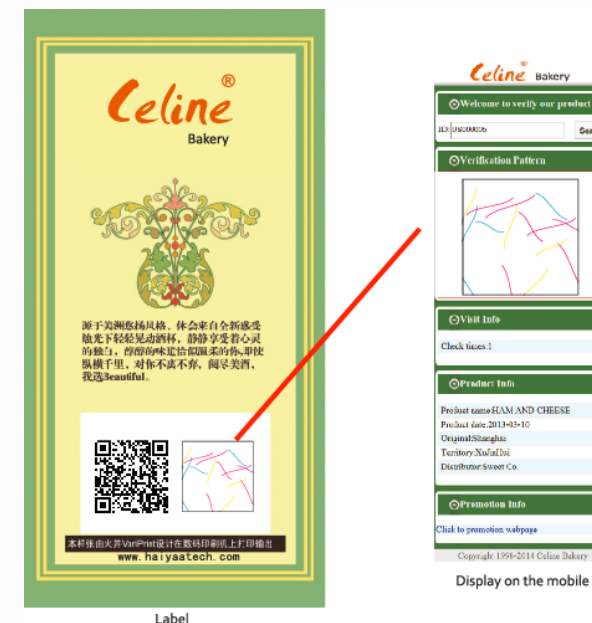 Celine®
Bakery
源于美洲悠扬风格，体会来自全新感受
烛光下轻轻晃动酒杯，静静享受着心灵
的独白，醇醇的味道恰似温柔的你，即使
纵横千里，对你不离不弃，阅尽美酒，
我选Beautiful。
本样张由火并VariPrint设计在数码印刷机上打印输出
www.haiyaatech.com
Label
Celine® Bakery
Welcome to verify our product
ID:
Verification Pattern
Visit Info
Check times:1
Product Info
Product name:HAM AND CHEESE
Product date:2013-03-10
Original:Shanghai
Territory:XuJiaHui
Distributor:Sweet Co.
Promotion Info
Click to promotion webpage
Copyright 1996-2014 Celine Bakery
Display on the mobile